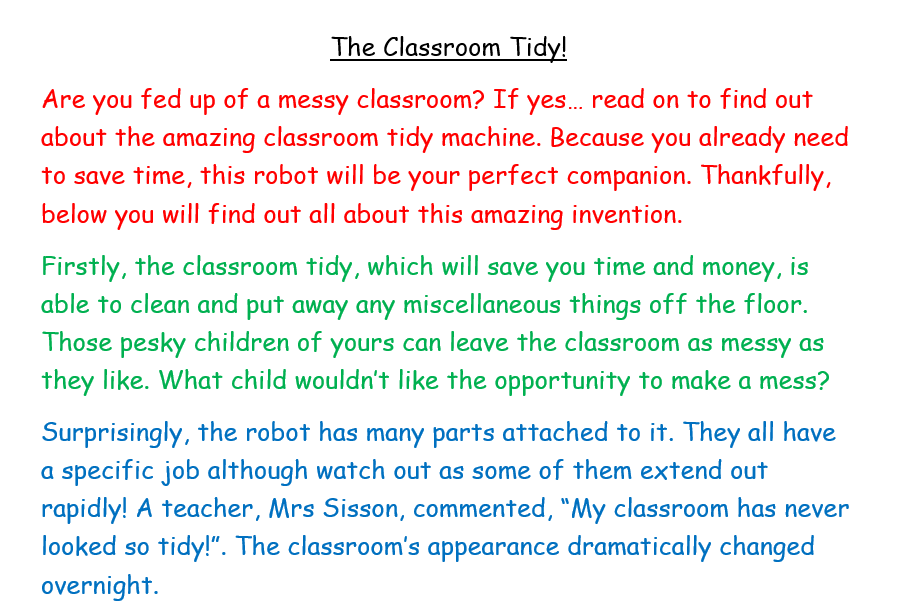 The Classroom Tidy!
Are you fed up of a messy classroom? If yes… read on to find out
about the amazing classroom tidy machine. Because you already need
to save time, this robot will be your perfect companion. Thankfully,
below you will find out all about this amazing invention.
Firstly, the classroom tidy, which will save you time and money, is
able to clean and put away any miscellaneous things off the floor.
Those pesky children of yours can leave the classroom as messy as
they like. What child wouldn’t like the opportunity to make a mess?
Surprisingly, the robot has many parts attached to it. They all have
a specific job although watch out as some of them extend out
rapidly! A teacher, Mrs Sisson, commented, “My classroom has never
looked so tidy!”. The classroom’s appearance dramatically changed
overnight.